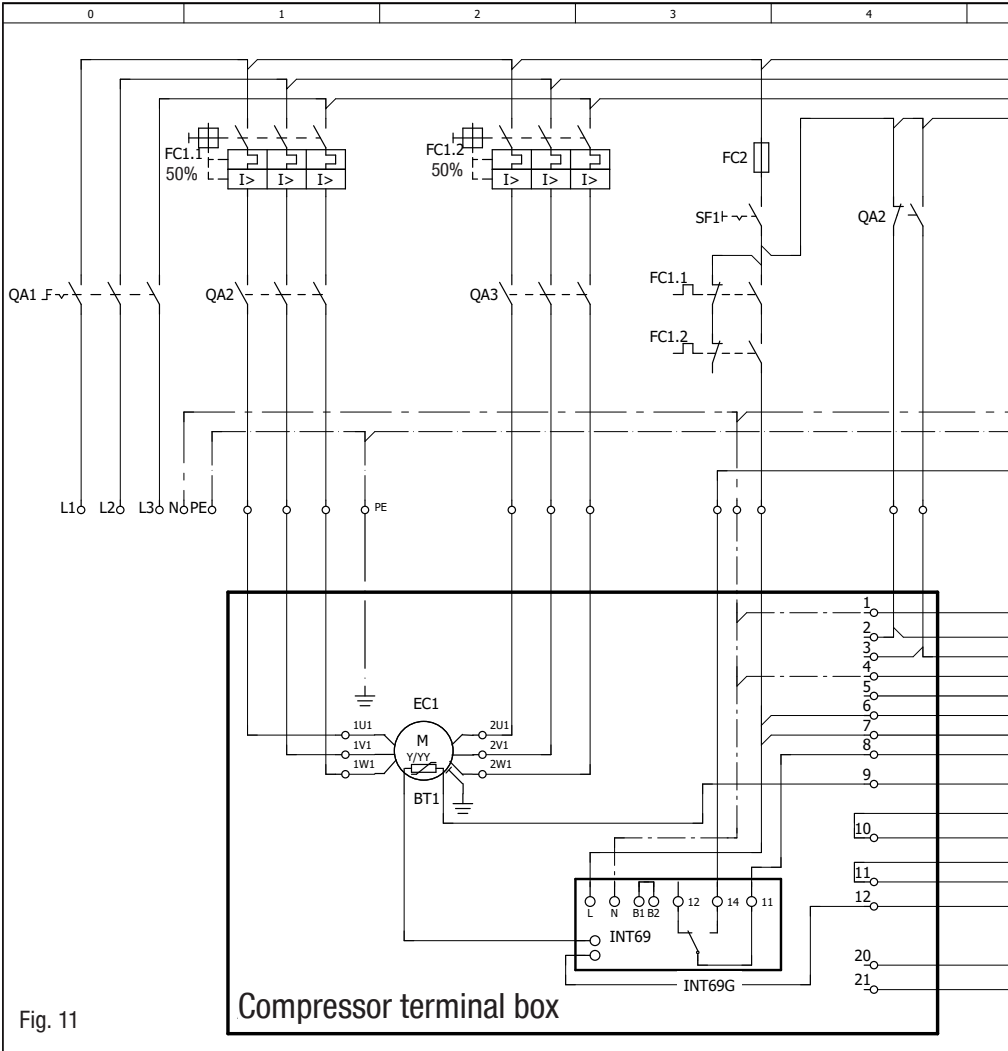 0 1 2 3 4
FC1.1
50%
FC1.2
50%
I> I> I>
I> I> I>
FC2
SF1
QA2
FC1.1
QA1
QA2
QA3
FC1.2
L1 L2 L3 N PE
PE
1
2
3
4
5
6
7
8
9
10
11
12
20
21
EC1
1U1
1V1
1W1
M
Y/YY
2U1
2V1
2W1
BT1
L N B1 B2 12 14 11
INT69
INT69G
Compressor terminal box
Fig. 11